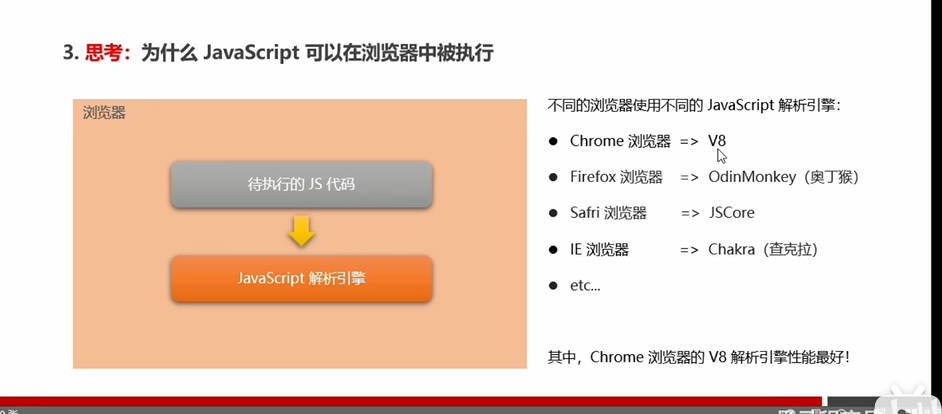 3. 思考：为什么 JavaScript 可以在浏览器中被执行
浏览器
待执行的 JS 代码
JavaScript 解析引擎
不同的浏览器使用不同的 JavaScript 解析引擎：
● Chrome 浏览器 => V8
● Firefox 浏览器 => OdinMonkey（奥丁猴）
● Safri 浏览器 => JSCore
● IE 浏览器 => Chakra（查克拉）
● etc...
其中，Chrome 浏览器的 V8 解析引擎性能最好！